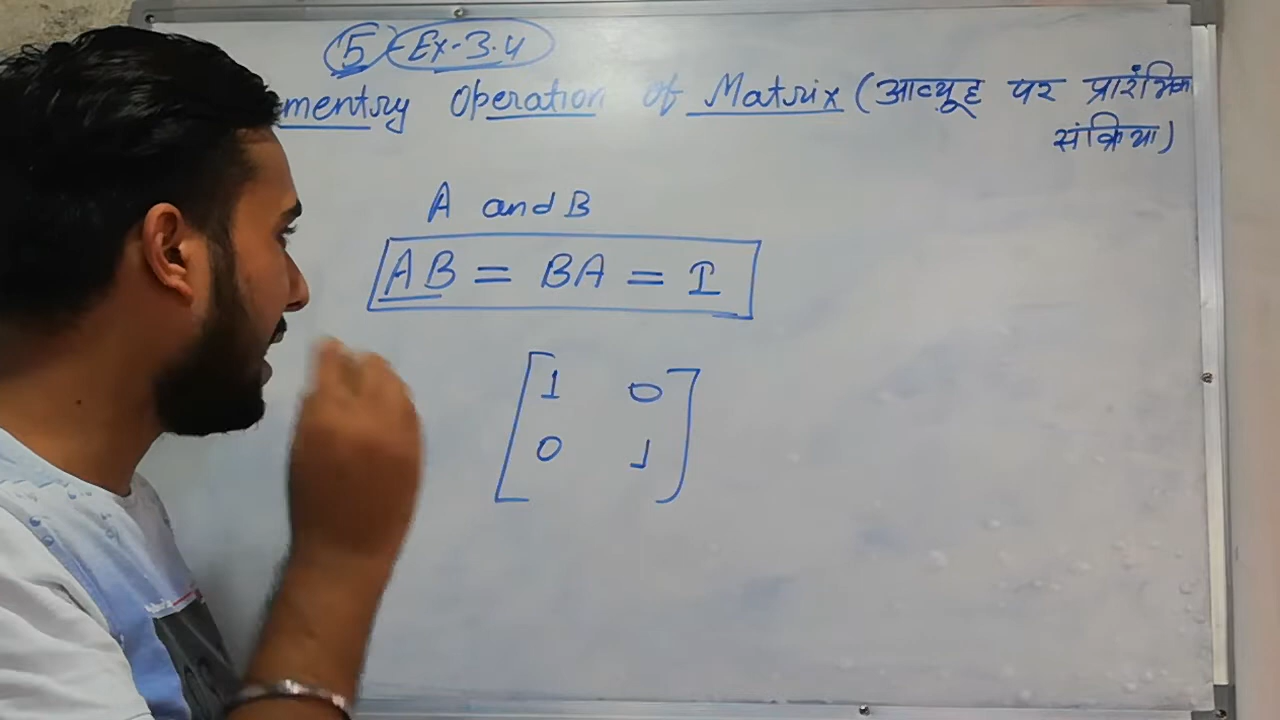 5 Ex-3.4
mentry Operation of Matrix (आव्यूह पर प्रारंभिक
संक्रिया)
A and B
AB = BA = I
1 0
0 1